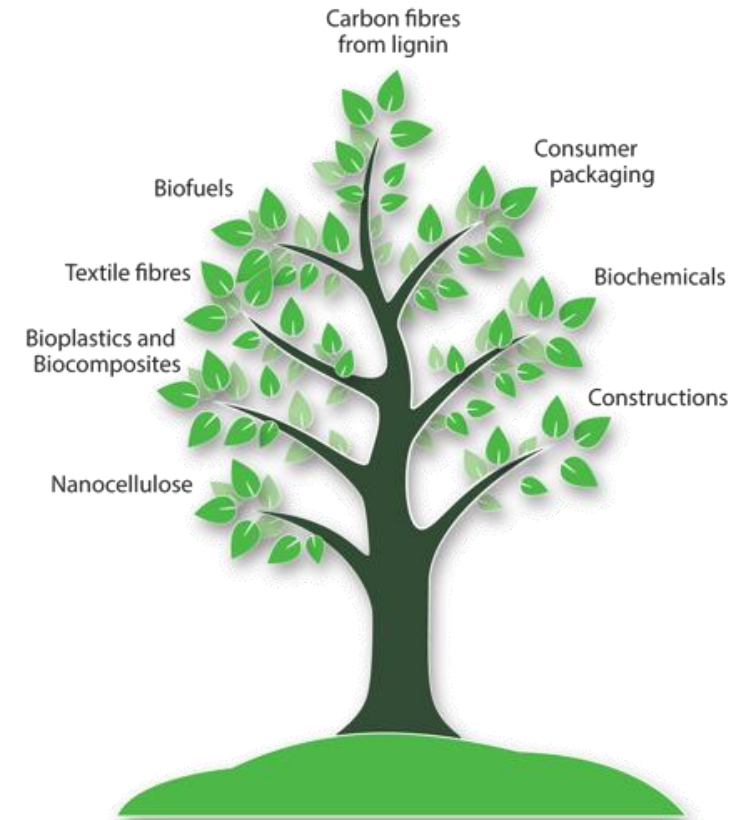 Carbon fibres
from lignin
Consumer
packaging
Biofuels
Textile fibres
Biochemicals
Bioplastics and
Biocomposites
Constructions
Nanocellulose